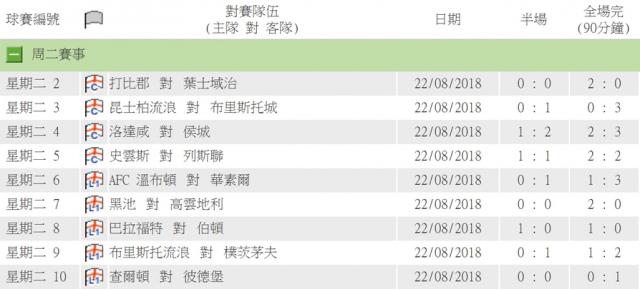 球賽編號 對賽隊伍 日期 半場 全場完
(主隊 對 客隊) (90分鐘)
周二賽事
星期二 2 打比郡 對 葉士域治 22/08/2018 0 : 0 2 : 0
星期二 3 昆士柏流浪 對 布里斯托城 22/08/2018 0 : 1 0 : 3
星期二 4 洛達咸 對 侯城 22/08/2018 1 : 2 2 : 3
星期二 5 史雲斯 對 列斯聯 22/08/2018 1 : 1 2 : 2
星期二 6 AFC 溫布頓 對 華素爾 22/08/2018 0 : 1 1 : 3
星期二 7 黑池 對 高雲地利 22/08/2018 0 : 0 2 : 0
星期二 8 巴拉福特 對 伯頓 22/08/2018 1 : 0 1 : 0
星期二 9 布里斯托流浪 對 樸茨茅夫 22/08/2018 0 : 1 1 : 2
星期二 10 查爾頓 對 彼德堡 22/08/2018 0 : 0 0 : 1